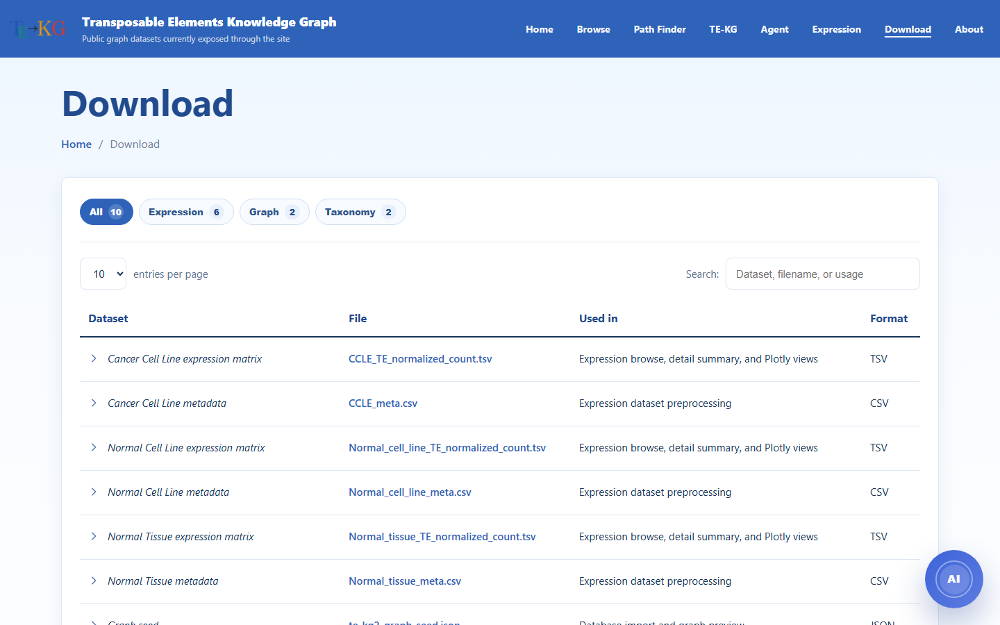 TE→KG
Transposable Elements Knowledge Graph
Public graph datasets currently exposed through the site
Home Browse Path Finder TE-KG Agent Expression Download About
Download
Home / Download
All 10 Expression 6 Graph 2 Taxonomy 2
10 entries per page Search: Dataset, filename, or usage
Dataset File Used in Format
Cancer Cell Line expression matrix CCLE_TE_normalized_count.tsv Expression browse, detail summary, and Plotly views TSV
Cancer Cell Line metadata CCLE_meta.csv Expression dataset preprocessing CSV
Normal Cell Line expression matrix Normal_cell_line_TE_normalized_count.tsv Expression browse, detail summary, and Plotly views TSV
Normal Cell Line metadata Normal_cell_line_meta.csv Expression dataset preprocessing CSV
Normal Tissue expression matrix Normal_tissue_TE_normalized_count.tsv Expression browse, detail summary, and Plotly views TSV
Normal Tissue metadata Normal_tissue_meta.csv Expression dataset preprocessing CSV
AI
Graph seed te_kg2_graph_seed.json Database import and graph preview JSON